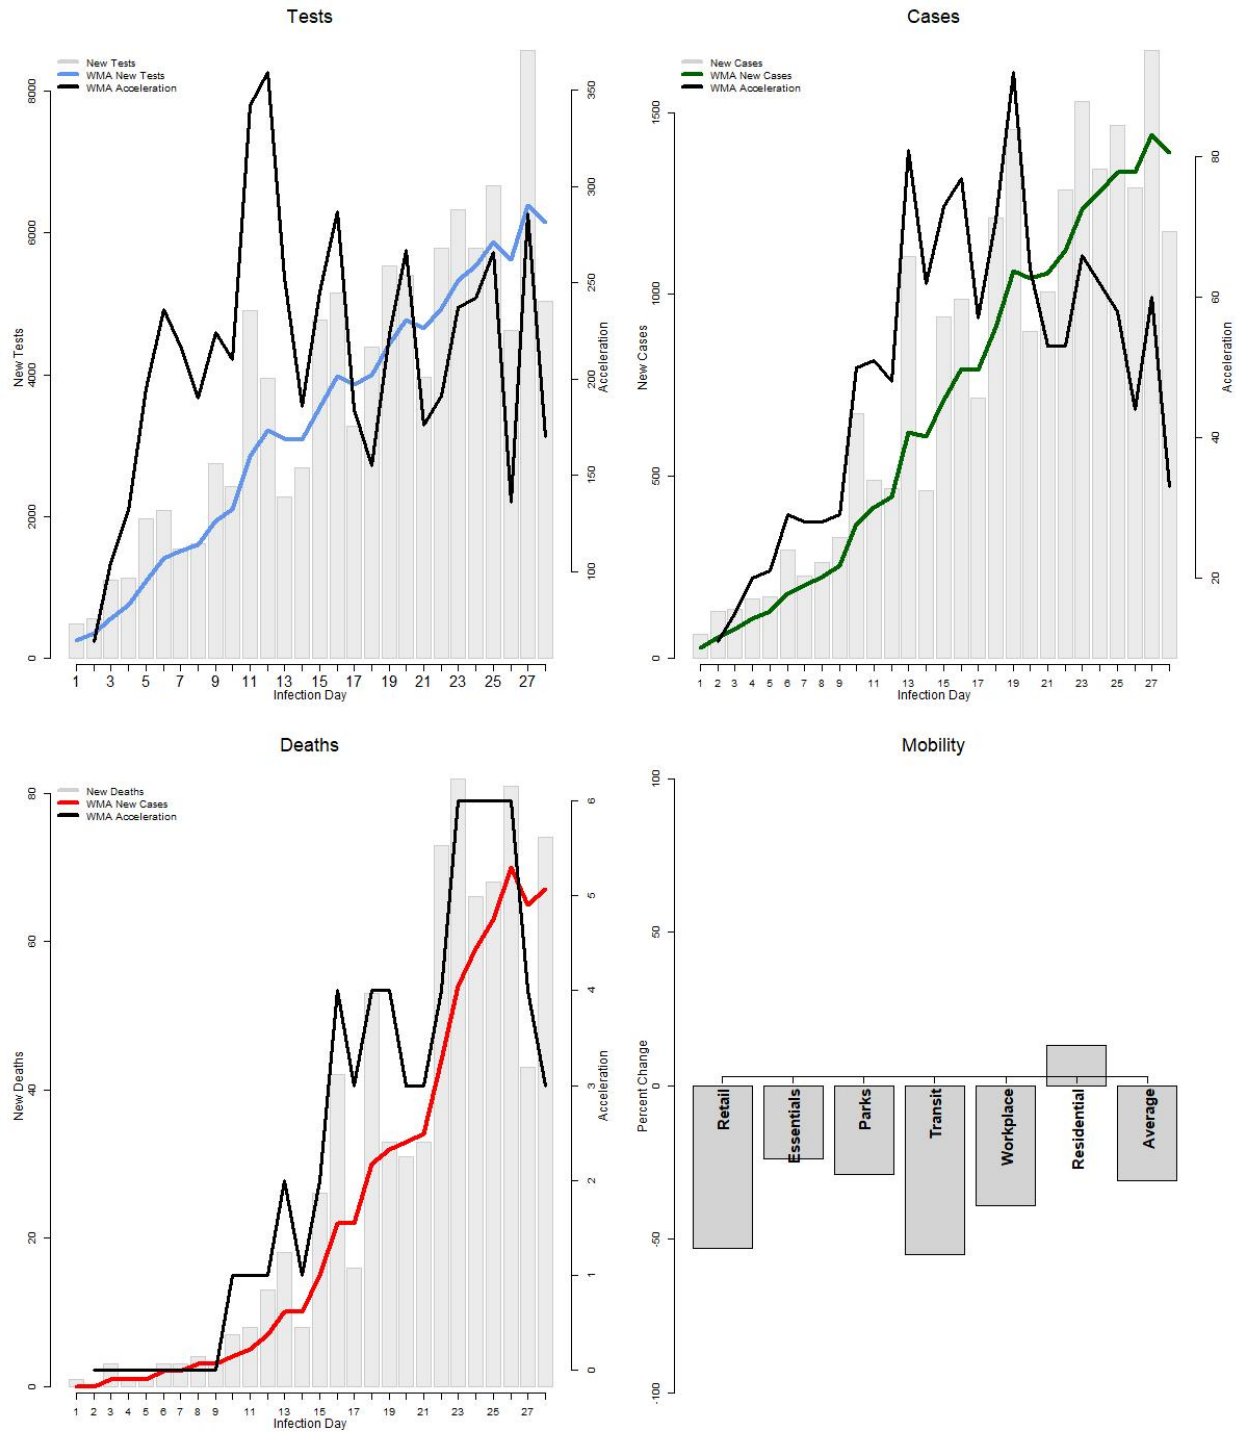 Tests
New Tests
WMA New Tests
WMA Acceleration
New Tests
0
2000
4000
6000
8000
Acceleration
100
150
200
250
300
350
1 3 5 7 9 11 13 15 17 19 21 23 25 27
Infection Day
Cases
New Cases
WMA New Cases
WMA Acceleration
New Cases
0
500
1000
1500
Acceleration
20
40
60
80
1 2 3 4 5 6 7 8 9 11 13 15 17 19 21 23 25 27
Infection Day
Deaths
New Deaths
WMA New Cases
WMA Acceleration
New Deaths
0
20
40
60
80
Acceleration
0
1
2
3
4
5
6
1 2 3 4 5 6 7 8 9 11 13 15 17 19 21 23 25 27
Infection Day
Mobility
Percent Change
-100
-50
0
50
100
Retail
Essentials
Parks
Transit
Workplace
Residential
Average